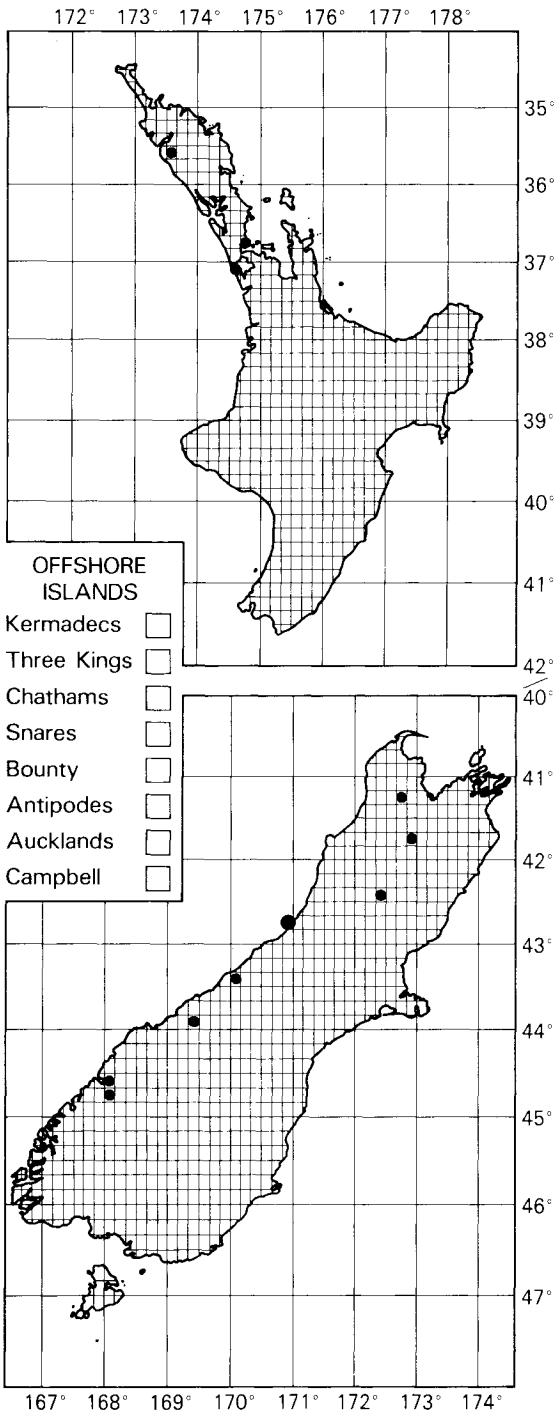 172° 173° 174° 175° 176° 177° 178°
35°
36°
37°
38°
39°
40°
41°
42°
OFFSHORE
ISLANDS
Kermadecs
Three Kings
Chathams
Snares
Bounty
Antipodes
Aucklands
Campbell
40°
41°
42°
43°
44°
45°
46°
47°
167° 168° 169° 170° 171° 172° 173° 174°